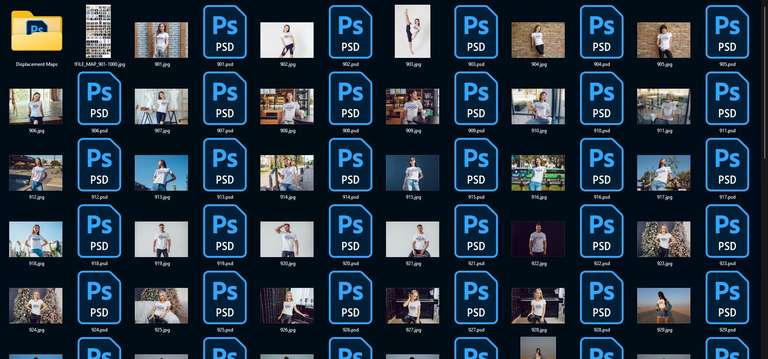 Ps Ps PSD Ps PSD Ps PSD Ps PSD Ps PSD
Displacement Maps !FILE_MAP_901-1000.jpg 901.jpg 901.psd 902.jpg 902.psd 903.jpg 903.psd 904.jpg 904.psd 905.jpg 905.psd
Ps PSD Ps PSD Ps PSD Ps PSD Ps PSD Ps PSD
906.jpg 906.psd 907.jpg 907.psd 908.jpg 908.psd 909.jpg 909.psd 910.jpg 910.psd 911.jpg 911.psd
Ps PSD Ps PSD Ps PSD Ps PSD Ps PSD Ps PSD
912.jpg 912.psd 913.jpg 913.psd 914.jpg 914.psd 915.jpg 915.psd 916.jpg 916.psd 917.jpg 917.psd
Ps PSD Ps PSD Ps PSD Ps PSD Ps PSD Ps PSD
918.jpg 918.psd 919.jpg 919.psd 920.jpg 920.psd 921.jpg 921.psd 922.jpg 922.psd 923.jpg 923.psd
Ps PSD Ps PSD Ps PSD Ps PSD Ps PSD Ps PSD
924.jpg 924.psd 925.jpg 925.psd 926.jpg 926.psd 927.jpg 927.psd 928.jpg 928.psd 929.jpg 929.psd